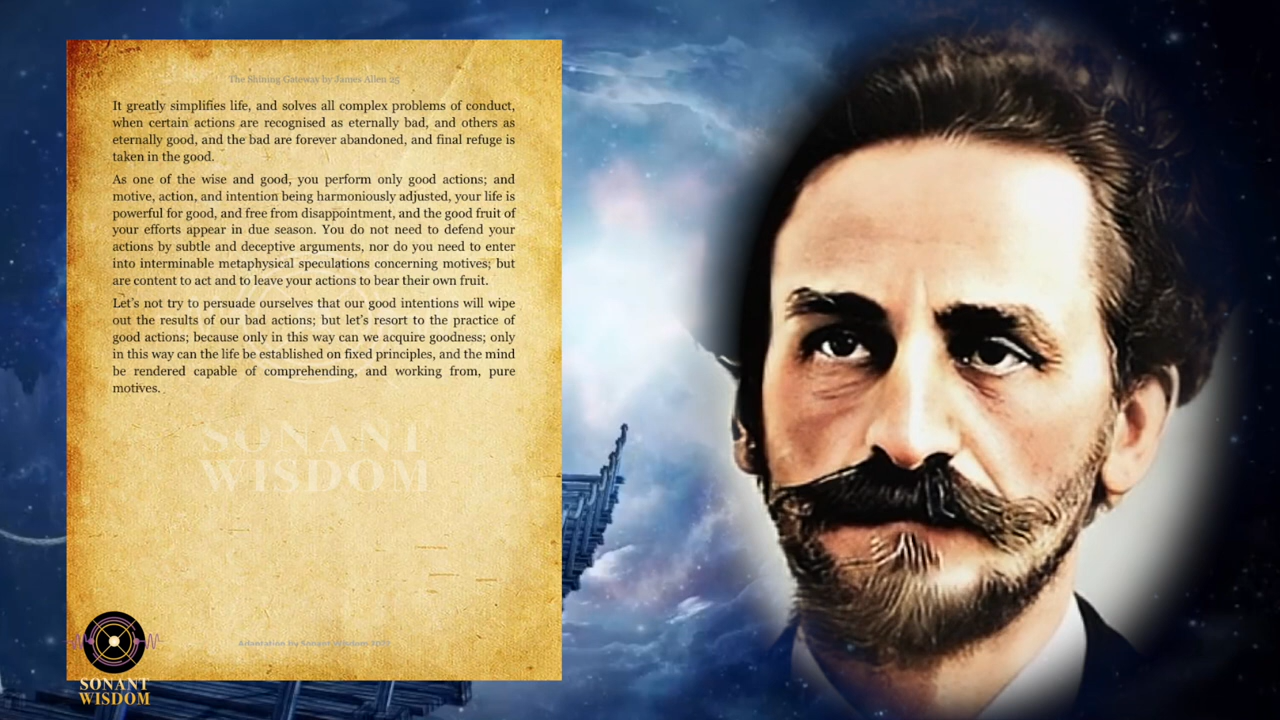 The Shining Gateway by James Allen 25
It greatly simplifies life, and solves all complex problems of conduct,
when certain actions are recognised as eternally bad, and others as
eternally good, and the bad are forever abandoned, and final refuge is
taken in the good.
As one of the wise and good, you perform only good actions; and
motive, action, and intention being harmoniously adjusted, your life is
powerful for good, and free from disappointment, and the good fruit of
your efforts appear in due season. You do not need to defend your
actions by subtle and deceptive arguments, nor do you need to enter
into interminable metaphysical speculations concerning motives; but
are content to act and to leave your actions to bear their own fruit.
Let's not try to persuade ourselves that our good intentions will wipe
out the results of our bad actions; but let's resort to the practice of
good actions; because only in this way can we acquire goodness; only
in this way can the life be established on fixed principles, and the mind
be rendered capable of comprehending, and working from, pure
motives.
SONANT
WISDOM
Adaptation by Sonant Wisdom
SONANT
WISDOM